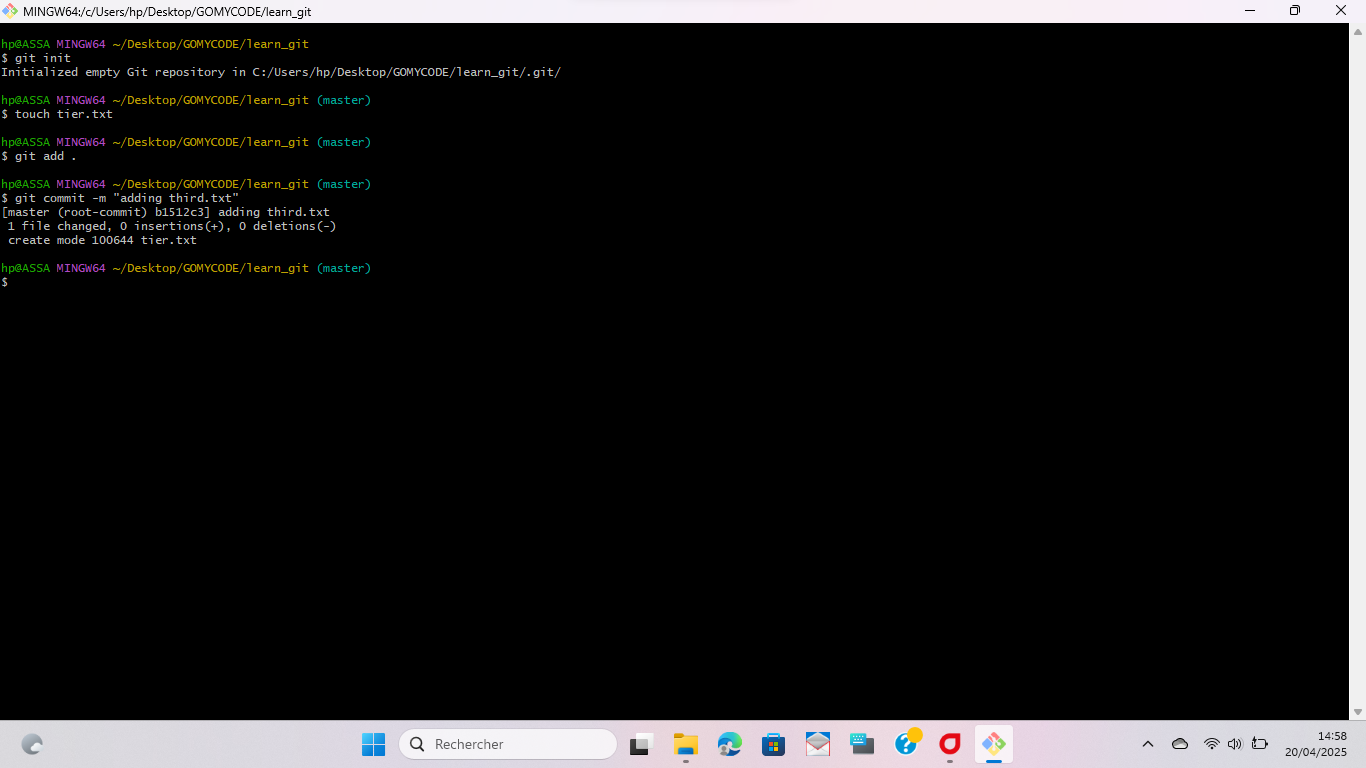 MINGW64:/c/Users/hp/Desktop/GOMYCODE/learn_git
hp@ASSA MINGW64 ~/Desktop/GOMYCODE/learn_git
$ git init
Initialized empty Git repository in C:/Users/hp/Desktop/GOMYCODE/learn_git/.git/
hp@ASSA MINGW64 ~/Desktop/GOMYCODE/learn_git (master)
$ touch tier.txt
hp@ASSA MINGW64 ~/Desktop/GOMYCODE/learn_git (master)
$ git add .
hp@ASSA MINGW64 ~/Desktop/GOMYCODE/learn_git (master)
$ git commit -m "adding third.txt"
[master (root-commit) b1512c3] adding third.txt
 1 file changed, 0 insertions(+), 0 deletions(-)
 create mode 100644 tier.txt
hp@ASSA MINGW64 ~/Desktop/GOMYCODE/learn_git (master)
$
Rechercher
14:58
20/04/2025